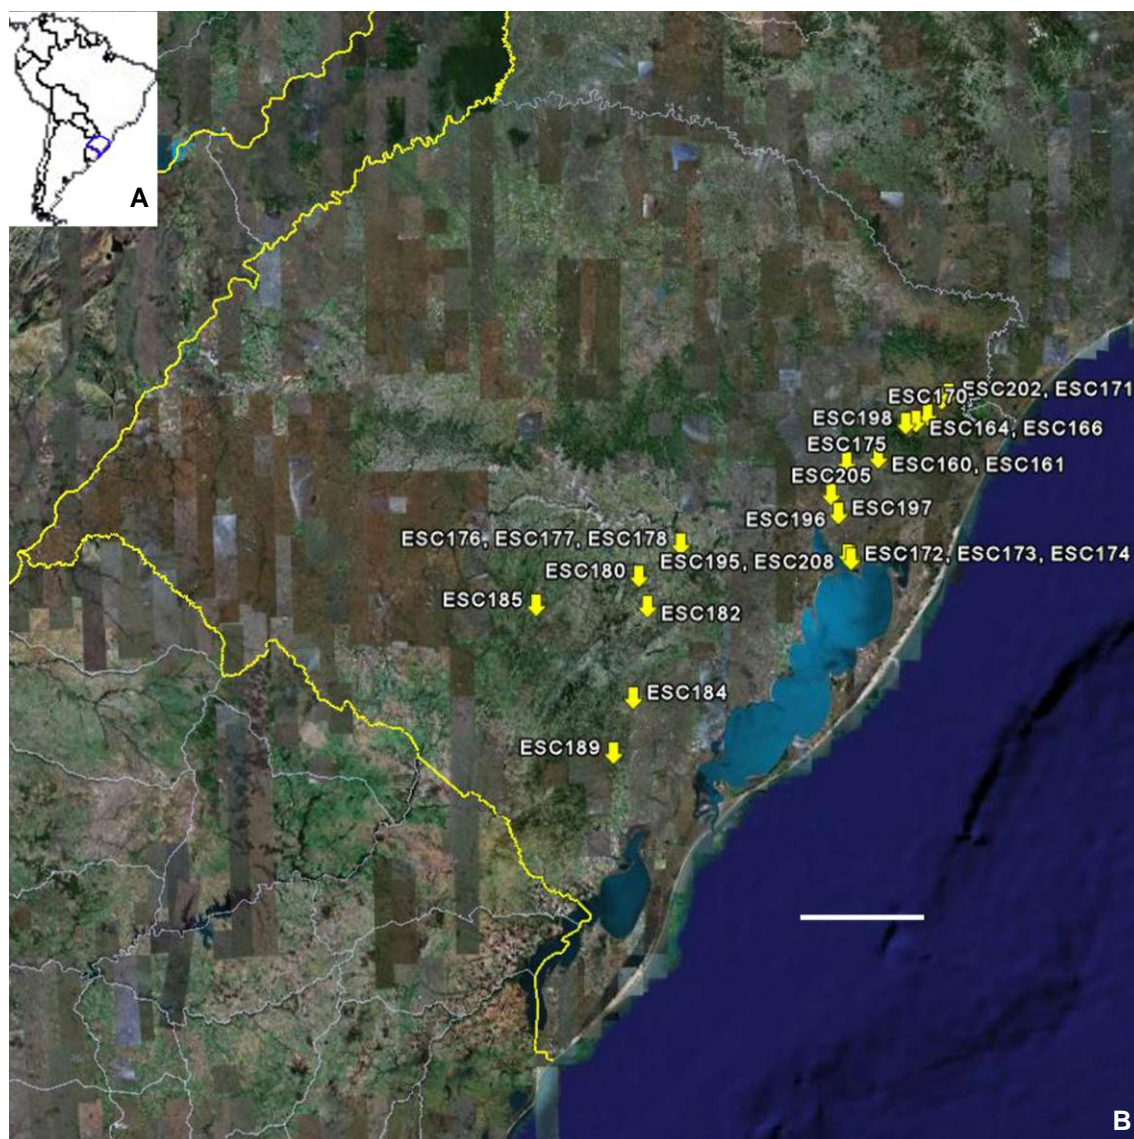 A
ESC170
ESC202, ESC171
ESC198
ESC164, ESC166
ESC175
ESC160, ESC161
ESC205
ESC196
ESC197
ESC176, ESC177, ESC178
ESC195, ESC208
ESC172, ESC173, ESC174
ESC180
ESC185
ESC182
ESC184
ESC189
B